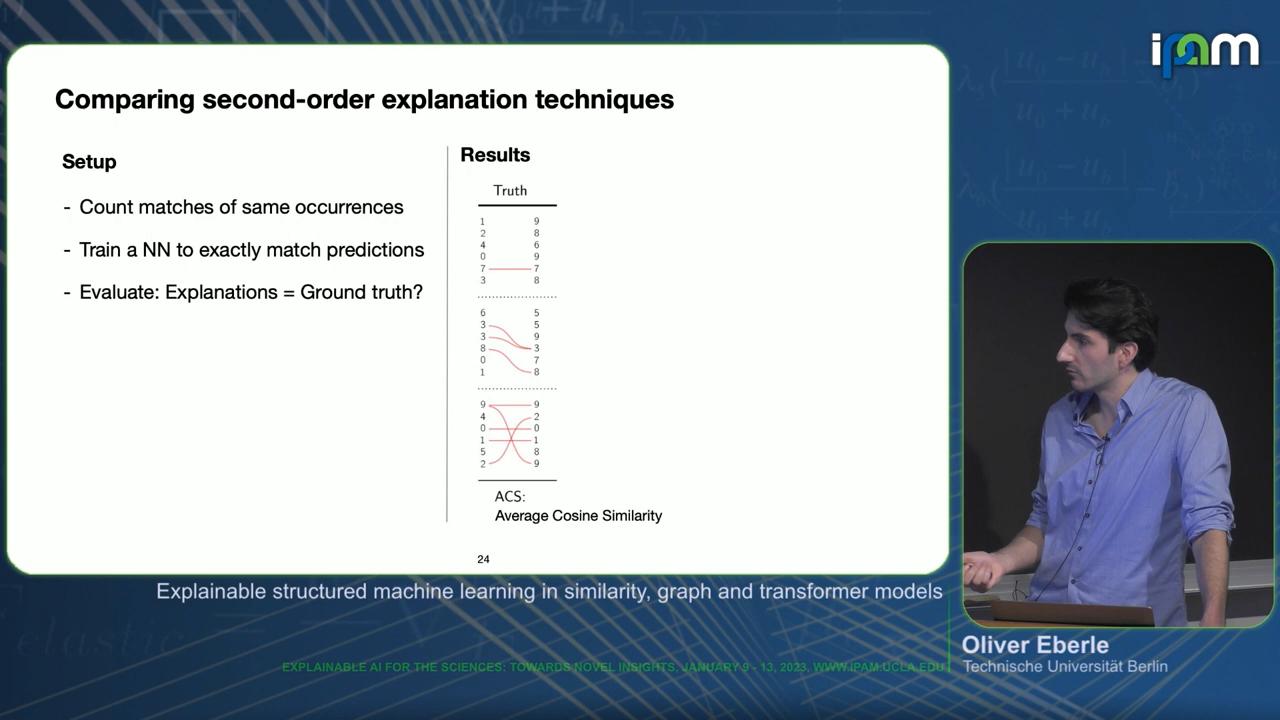 ipam
Comparing second-order explanation techniques
Setup
- Count matches of same occurrences
- Train a NN to exactly match predictions
- Evaluate: Explanations = Ground truth?
Results
Truth
1 9
2 8
4 6
0 9
7 7
3 8
6 5
3 5
3 9
8 3
0 7
1 8
9 9
4 2
0 0
1 1
5 8
2 9
ACS:
Average Cosine Similarity
24
Explainable structured machine learning in similarity, graph and transformer models
Oliver Eberle
Technische Universität Berlin
EXPLAINABLE AI FOR THE SCIENCES: TOWARDS NOVEL INSIGHTS, JANUARY 9 - 13, 2023, WWW.IPAM.UCLA.EDU
elastic